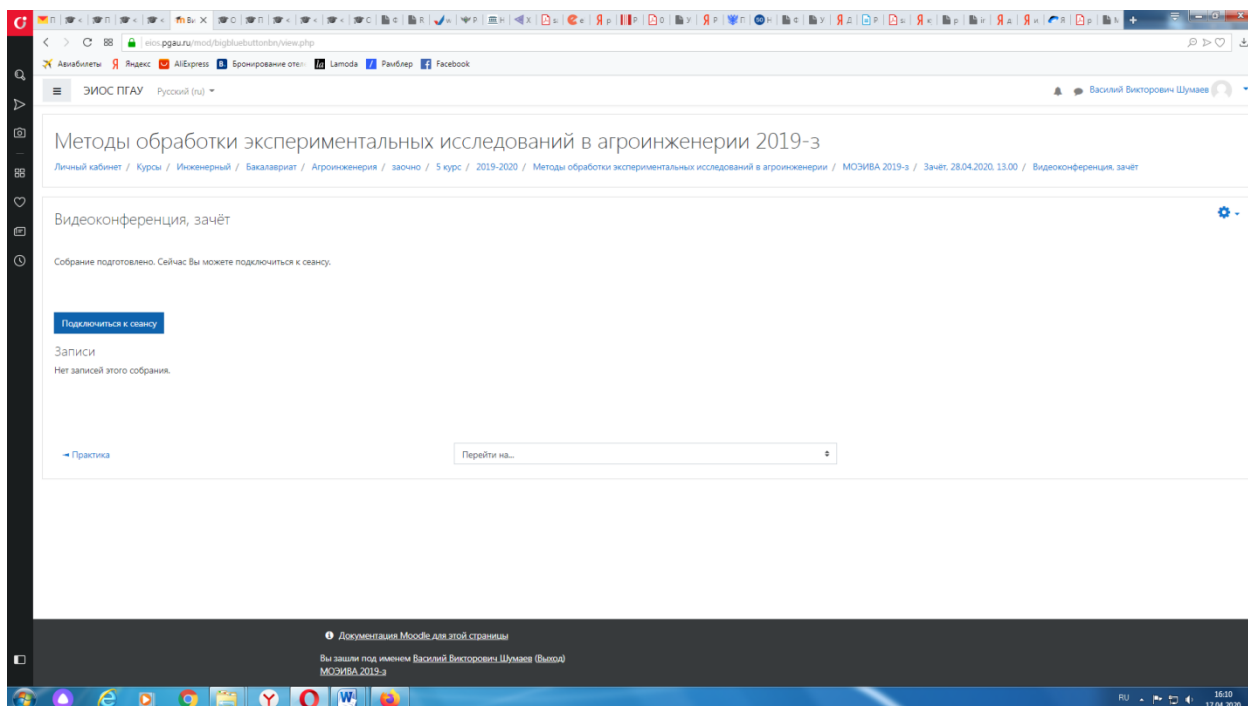 eios.pgau.ru/mod/bigbluebuttonbn/view.php
Авиабилеты Яндекс AliExpress Бронирование отел Lamoda Рамблер Facebook
ЭИОС ПГАУ Русский (ru) Василий Викторович Шумаев
Методы обработки экспериментальных исследований в агроинженерии 2019-з
Личный кабинет / Курсы / Инженерный / Бакалавриат / Агроинженерия / заочно / 5 курс / 2019-2020 / Методы обработки экспериментальных исследований в агроинженерии / МОЭИВА 2019-з / Зачёт, 28.04.2020, 13.00 / Видеоконференция, зачёт
Видеоконференция, зачёт
Собрание подготовлено. Сейчас Вы можете подключиться к сеансу.
Подключиться к сеансу
Записи
Нет записей этого собрания.
◄ Практика Перейти на...
Документация Moodle для этой страницы
Вы зашли под именем Василий Викторович Шумаев (Выход)
МОЭИВА 2019-з
RU 16:10
17.04.2020